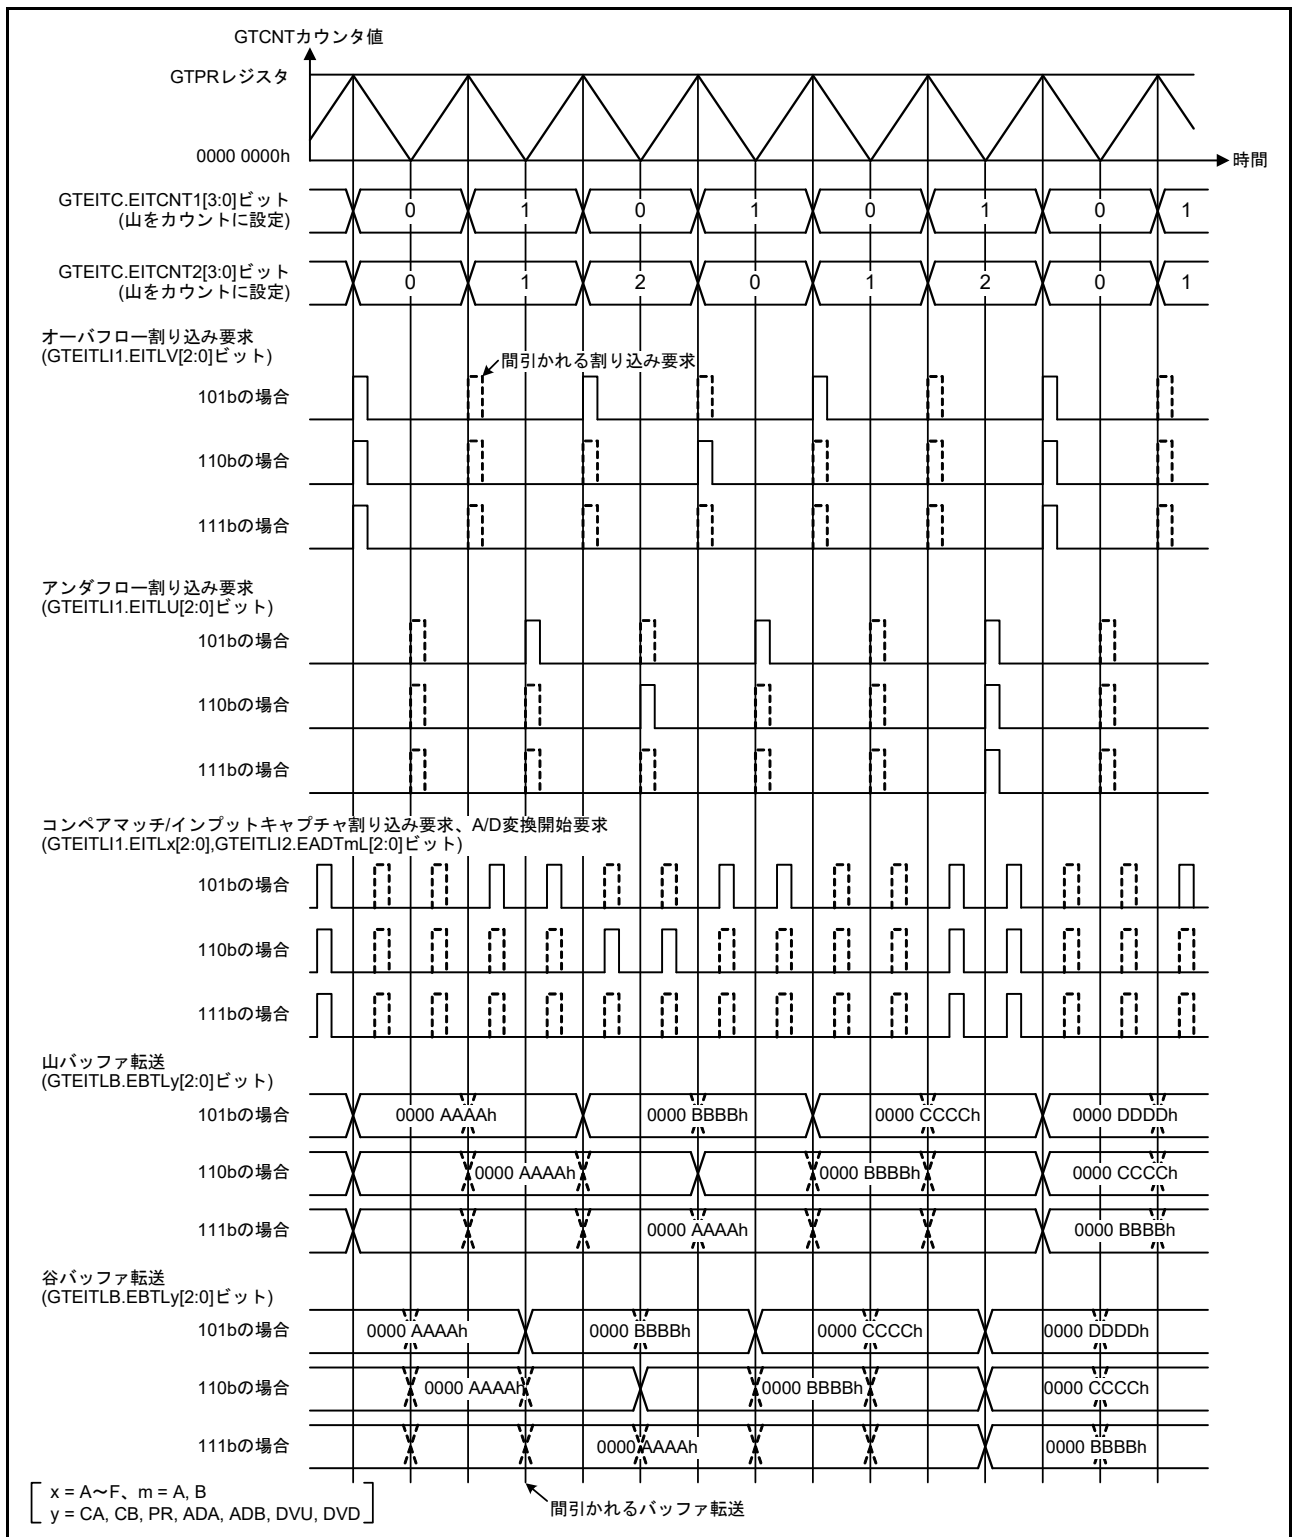 GTCNTカウンタ値
GTPRレジスタ
0000 0000h
時間
GTEITC.EITCNT1[3:0]ビット
(山をカウントに設定)
0 1 0 1 0 1 0 1
GTEITC.EITCNT2[3:0]ビット
(山をカウントに設定)
0 1 2 0 1 2 0 1
オーバフロー割り込み要求
(GTEITLI1.EITLV[2:0]ビット)
間引かれる割り込み要求
101bの場合
110bの場合
111bの場合
アンダフロー割り込み要求
(GTEITLI1.EITLU[2:0]ビット)
101bの場合
110bの場合
111bの場合
コンペアマッチ/インプットキャプチャ割り込み要求、A/D変換開始要求
(GTEITLI1.EITLx[2:0],GTEITLI2.EADTmL[2:0]ビット)
101bの場合
110bの場合
111bの場合
山バッファ転送
(GTEITLB.EBTLy[2:0]ビット)
101bの場合 0000 AAAAh 0000 BBBBh 0000 CCCCh 0000 DDDDh
110bの場合 0000 AAAAh 0000 BBBBh 0000 CCCCh
111bの場合 0000 AAAAh 0000 BBBBh
谷バッファ転送
(GTEITLB.EBTLy[2:0]ビット)
101bの場合 0000 AAAAh 0000 BBBBh 0000 CCCCh 0000 DDDDh
110bの場合 0000 AAAAh 0000 BBBBh 0000 CCCCh
111bの場合 0000 AAAAh 0000 BBBBh
間引かれるバッファ転送
x = A～F、m = A, B
y = CA, CB, PR, ADA, ADB, DVU, DVD